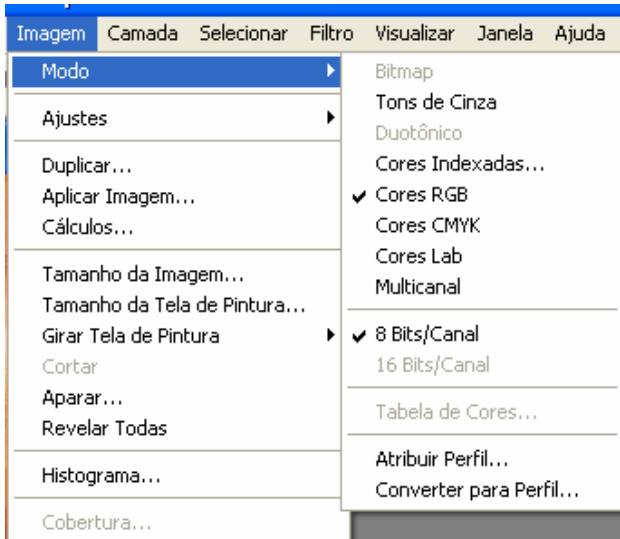 Imagem Camada Selecionar Filtro Visualizar Janela Ajuda
Modo
Ajustes
Duplicar...
Aplicar Imagem...
Cálculos...
Tamanho da Imagem...
Tamanho da Tela de Pintura...
Girar Tela de Pintura
Cortar
Aparar...
Revelar Todas
Histograma...
Cobertura...
Bitmap
Tons de Cinza
Duotônico
Cores Indexadas...
Cores RGB
Cores CMYK
Cores Lab
Multicanal
8 Bits/Canal
16 Bits/Canal
Tabela de Cores...
Atribuir Perfil...
Converter para Perfil...